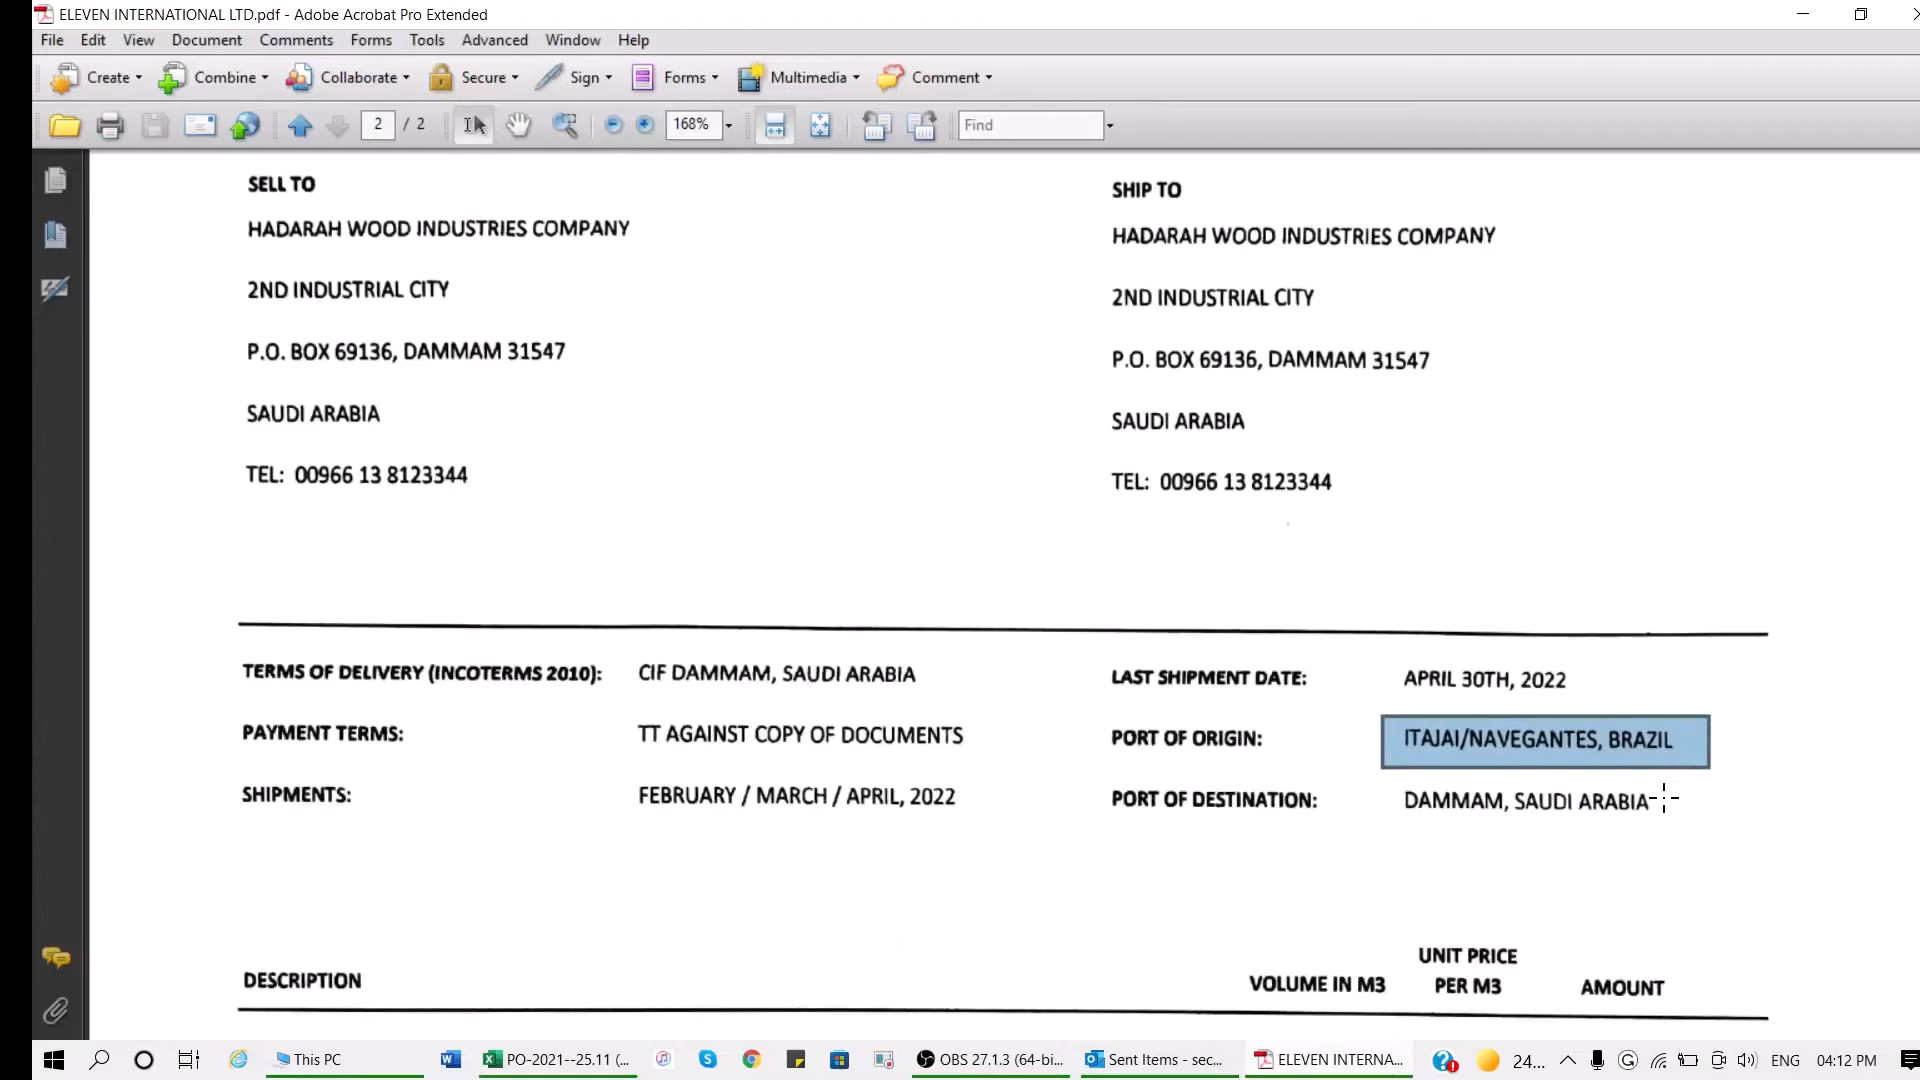 ELEVEN INTERNATIONAL LTD.pdf - Adobe Acrobat Pro Extended
File Edit View Document Comments Forms Tools Advanced Window Help
Create Combine Collaborate Secure Sign Forms Multimedia Comment
2 / 2 168% Find
SELL TO
HADARAH WOOD INDUSTRIES COMPANY
2ND INDUSTRIAL CITY
P.O. BOX 69136, DAMMAM 31547
SAUDI ARABIA
TEL: 00966 13 8123344
SHIP TO
HADARAH WOOD INDUSTRIES COMPANY
2ND INDUSTRIAL CITY
P.O. BOX 69136, DAMMAM 31547
SAUDI ARABIA
TEL: 00966 13 8123344
TERMS OF DELIVERY (INCOTERMS 2010): CIF DAMMAM, SAUDI ARABIA
PAYMENT TERMS: TT AGAINST COPY OF DOCUMENTS
SHIPMENTS: FEBRUARY / MARCH / APRIL, 2022
LAST SHIPMENT DATE: APRIL 30TH, 2022
PORT OF ORIGIN: ITAJAI/NAVEGANTES, BRAZIL
PORT OF DESTINATION: DAMMAM, SAUDI ARABIA
DESCRIPTION
VOLUME IN M3
UNIT PRICE
PER M3
AMOUNT
This PC PO-2021--25.11 (... OBS 27.1.3 (64-bi... Sent Items - sec... ELEVEN INTERNA... 24... ENG 04:12 PM